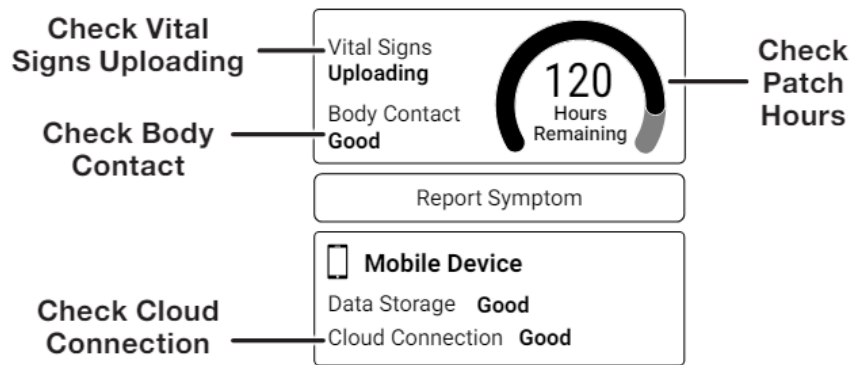 Check Vital
Signs Uploading
Vital Signs
Uploading
Body Contact
Good
120
Hours
Remaining
Check
Patch
Hours
Check Body
Contact
Report Symptom
Mobile Device
Data Storage Good
Cloud Connection Good
Check Cloud
Connection